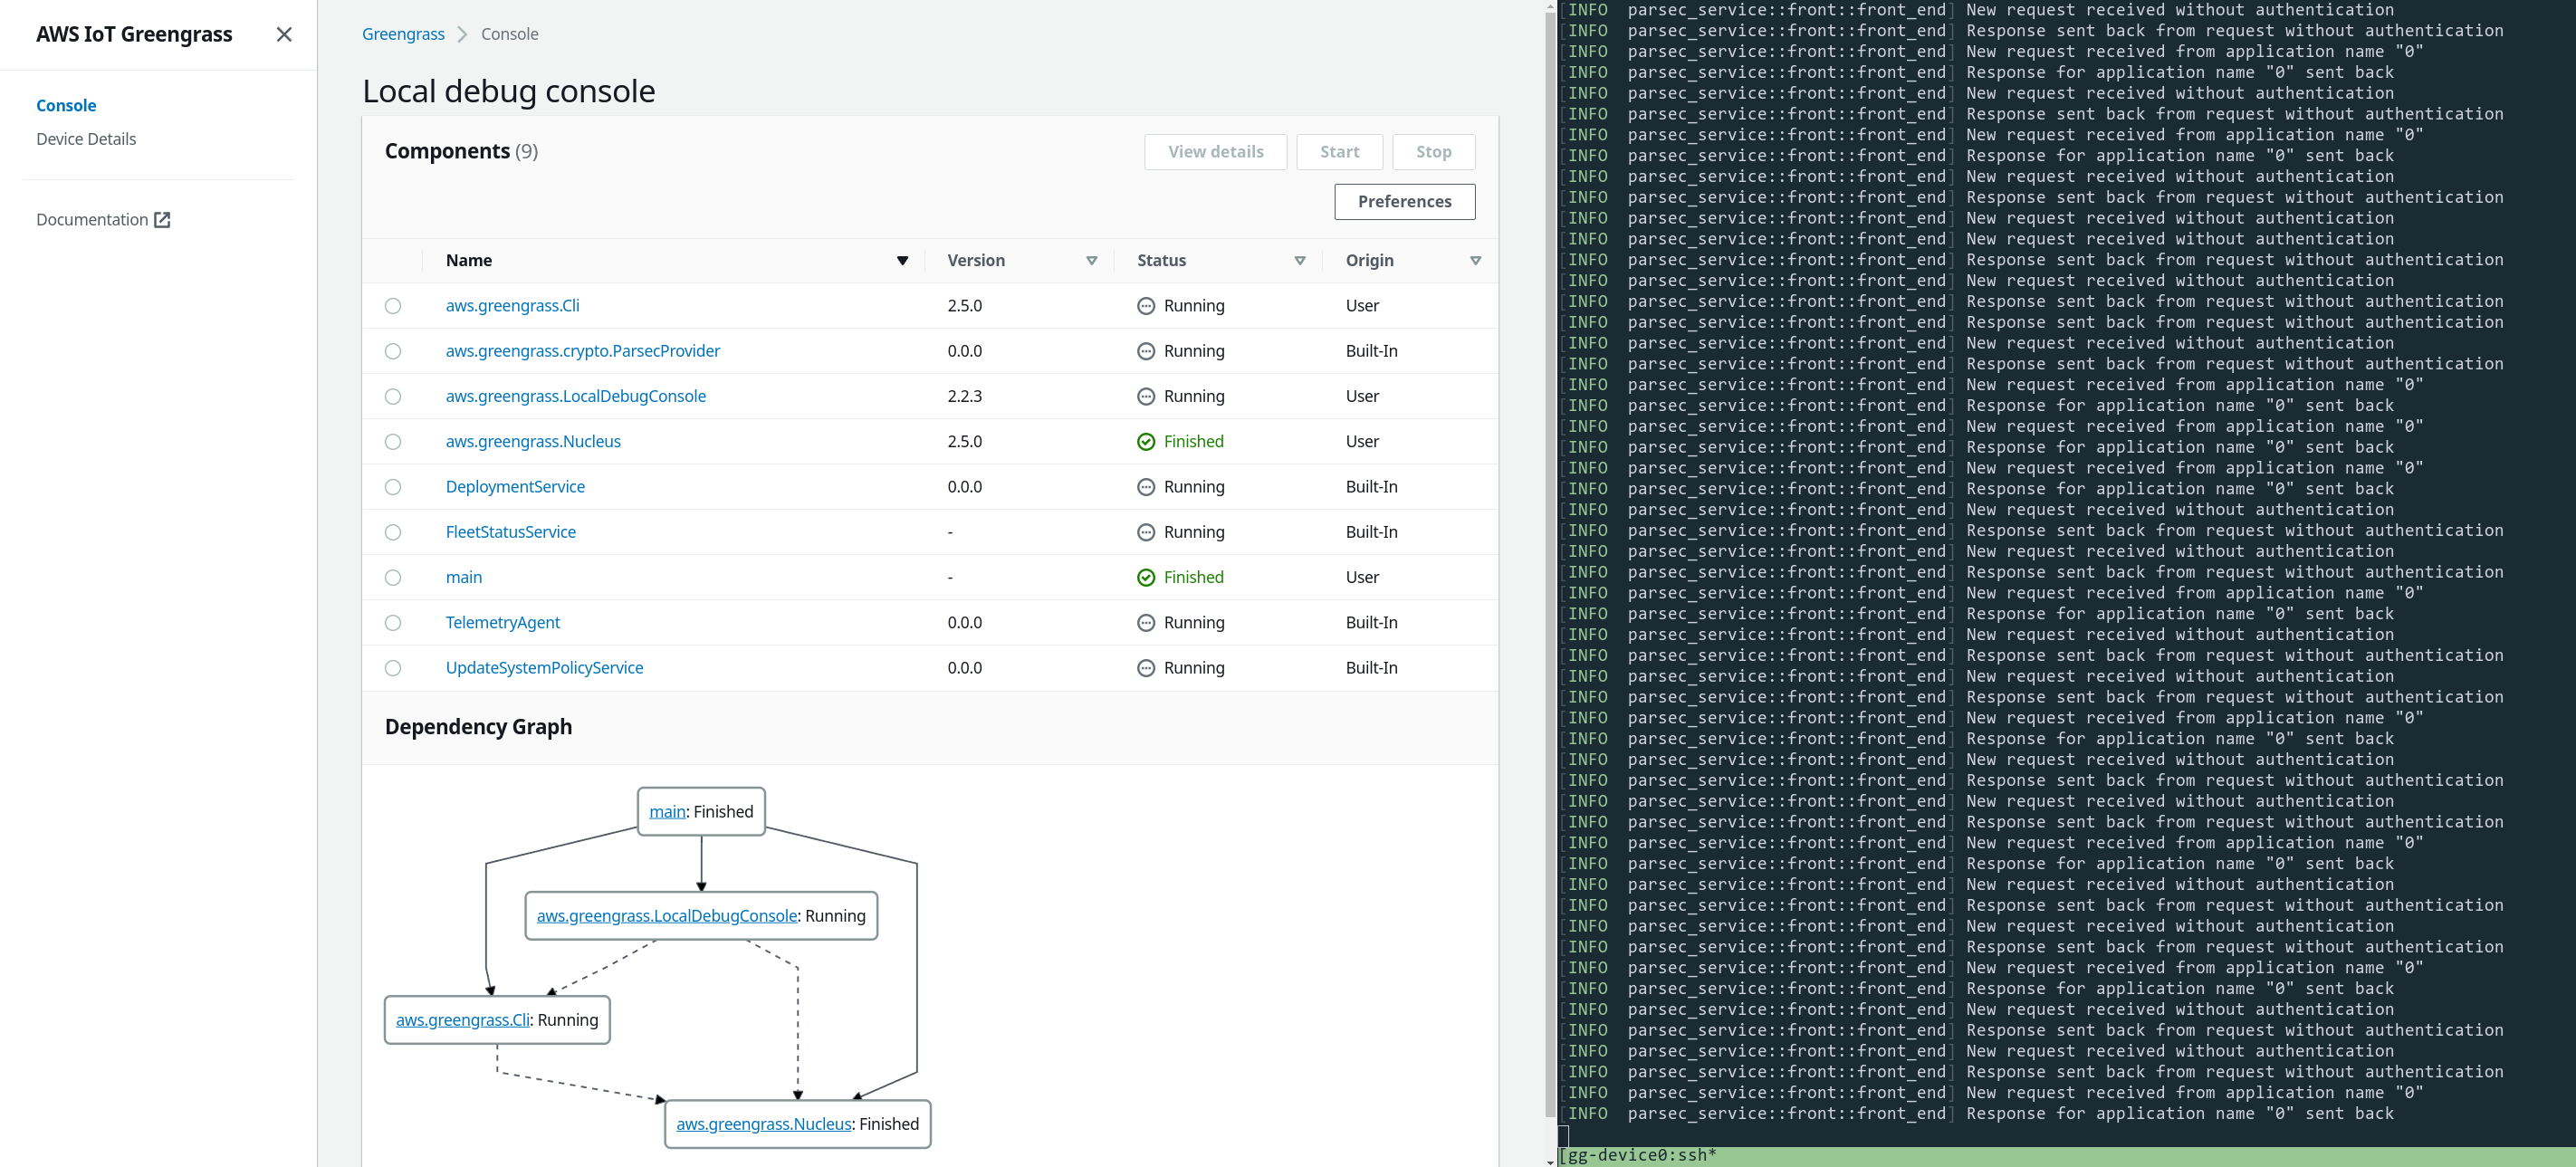 AWS IoT Greengrass
Console
Device Details
Documentation
Greengrass Console
Local debug console
Components (9)
View details Start Stop
Preferences
Name Version Status Origin
aws.greengrass.Cli 2.5.0 Running User
aws.greengrass.crypto.ParsecProvider 0.0.0 Running Built-In
aws.greengrass.LocalDebugConsole 2.2.3 Running User
aws.greengrass.Nucleus 2.5.0 Finished User
DeploymentService 0.0.0 Running Built-In
FleetStatusService - Running Built-In
main - Finished User
TelemetryAgent 0.0.0 Running Built-In
UpdateSystemPolicyService 0.0.0 Running Built-In
Dependency Graph
main: Finished
aws.greengrass.LocalDebugConsole: Running
aws.greengrass.Cli: Running
aws.greengrass.Nucleus: Finished
[INFO parsec_service::front::front_end] New request received without authentication
[INFO parsec_service::front::front_end] Response sent back from request without authentication
[INFO parsec_service::front::front_end] New request received from application name "0"
[INFO parsec_service::front::front_end] Response for application name "0" sent back
[INFO parsec_service::front::front_end] New request received without authentication
[INFO parsec_service::front::front_end] Response sent back from request without authentication
[INFO parsec_service::front::front_end] New request received from application name "0"
[INFO parsec_service::front::front_end] Response for application name "0" sent back
[INFO parsec_service::front::front_end] New request received without authentication
[INFO parsec_service::front::front_end] Response sent back from request without authentication
[INFO parsec_service::front::front_end] New request received without authentication
[INFO parsec_service::front::front_end] New request received without authentication
[INFO parsec_service::front::front_end] Response sent back from request without authentication
[INFO parsec_service::front::front_end] New request received without authentication
[INFO parsec_service::front::front_end] Response sent back from request without authentication
[INFO parsec_service::front::front_end] Response sent back from request without authentication
[INFO parsec_service::front::front_end] New request received without authentication
[INFO parsec_service::front::front_end] Response sent back from request without authentication
[INFO parsec_service::front::front_end] New request received from application name "0"
[INFO parsec_service::front::front_end] Response for application name "0" sent back
[INFO parsec_service::front::front_end] New request received from application name "0"
[INFO parsec_service::front::front_end] Response for application name "0" sent back
[INFO parsec_service::front::front_end] New request received from application name "0"
[INFO parsec_service::front::front_end] Response for application name "0" sent back
[INFO parsec_service::front::front_end] New request received without authentication
[INFO parsec_service::front::front_end] Response sent back from request without authentication
[INFO parsec_service::front::front_end] New request received without authentication
[INFO parsec_service::front::front_end] Response sent back from request without authentication
[INFO parsec_service::front::front_end] New request received from application name "0"
[INFO parsec_service::front::front_end] Response for application name "0" sent back
[INFO parsec_service::front::front_end] New request received without authentication
[INFO parsec_service::front::front_end] Response sent back from request without authentication
[INFO parsec_service::front::front_end] New request received without authentication
[INFO parsec_service::front::front_end] Response sent back from request without authentication
[INFO parsec_service::front::front_end] New request received from application name "0"
[INFO parsec_service::front::front_end] Response for application name "0" sent back
[INFO parsec_service::front::front_end] New request received without authentication
[INFO parsec_service::front::front_end] Response sent back from request without authentication
[INFO parsec_service::front::front_end] New request received without authentication
[INFO parsec_service::front::front_end] Response sent back from request without authentication
[INFO parsec_service::front::front_end] New request received from application name "0"
[INFO parsec_service::front::front_end] Response for application name "0" sent back
[INFO parsec_service::front::front_end] New request received without authentication
[INFO parsec_service::front::front_end] Response sent back from request without authentication
[INFO parsec_service::front::front_end] New request received without authentication
[INFO parsec_service::front::front_end] Response sent back from request without authentication
[INFO parsec_service::front::front_end] New request received from application name "0"
[INFO parsec_service::front::front_end] Response for application name "0" sent back
[INFO parsec_service::front::front_end] New request received without authentication
[INFO parsec_service::front::front_end] Response sent back from request without authentication
[INFO parsec_service::front::front_end] New request received without authentication
[INFO parsec_service::front::front_end] Response sent back from request without authentication
[INFO parsec_service::front::front_end] New request received from application name "0"
[INFO parsec_service::front::front_end] Response for application name "0" sent back
[gg-device0:ssh*